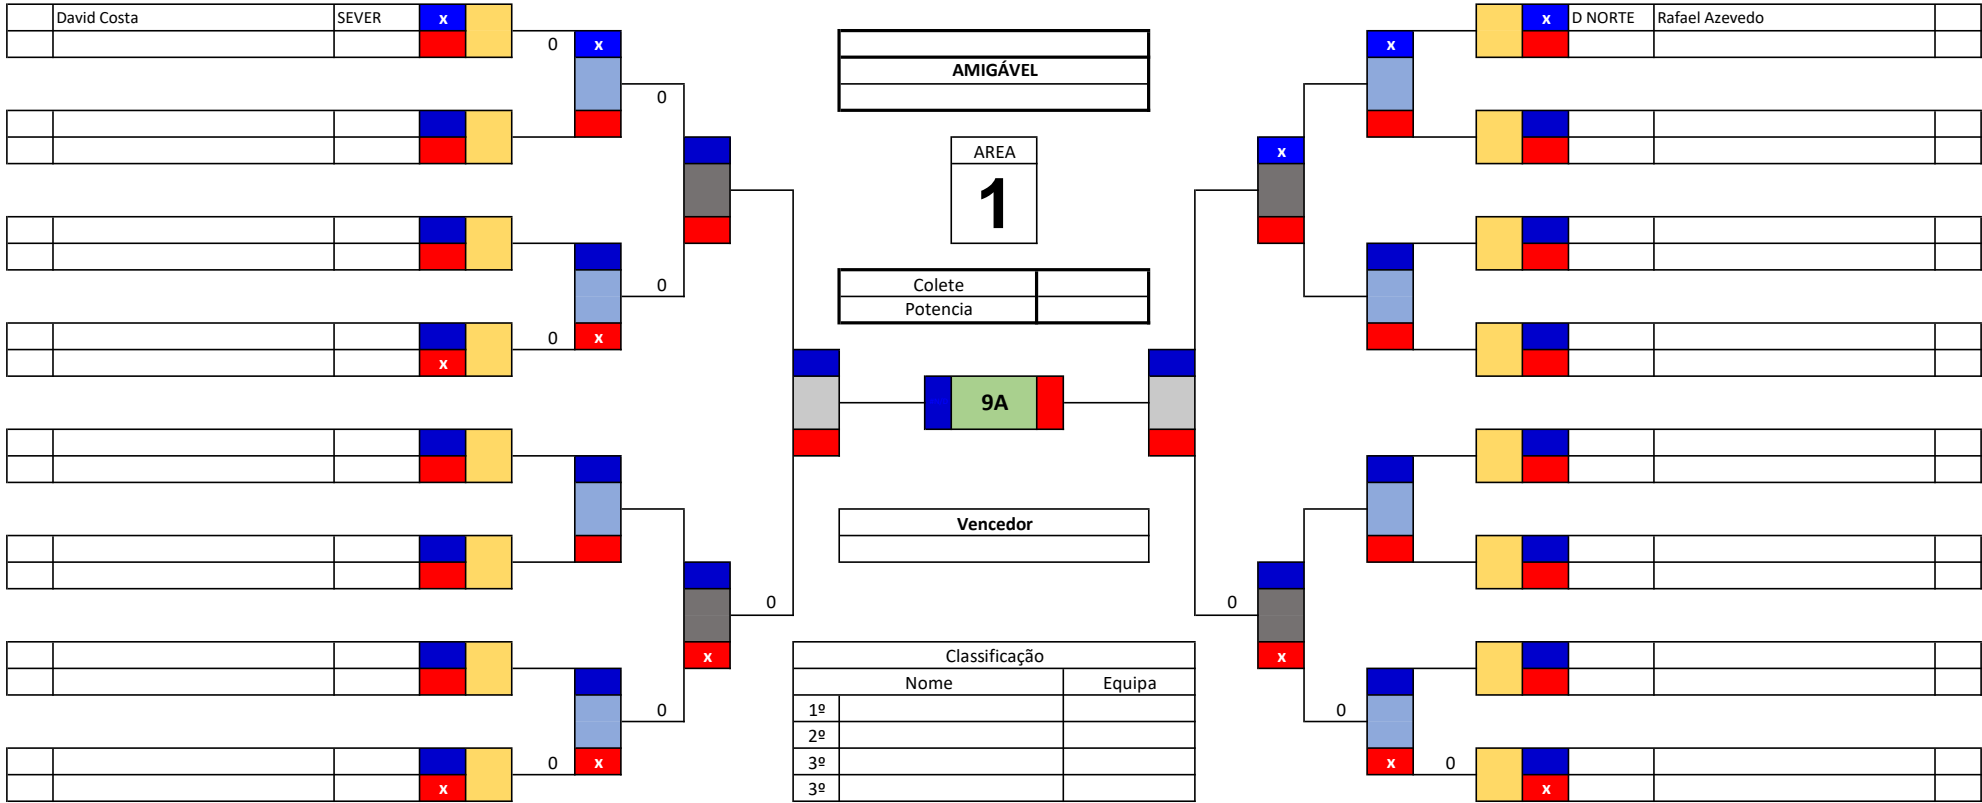 David Costa SEVER x x D NORTE Rafael Azevedo
0 x x
AMIGÁVEL
0
AREA
x
1
0
Colete
Potencia
0 x
x
9A
Vencedor
0 0
x Classificação x
Nome Equipa
0 1º 0
2º
0 x 3º x 0
x 3º x